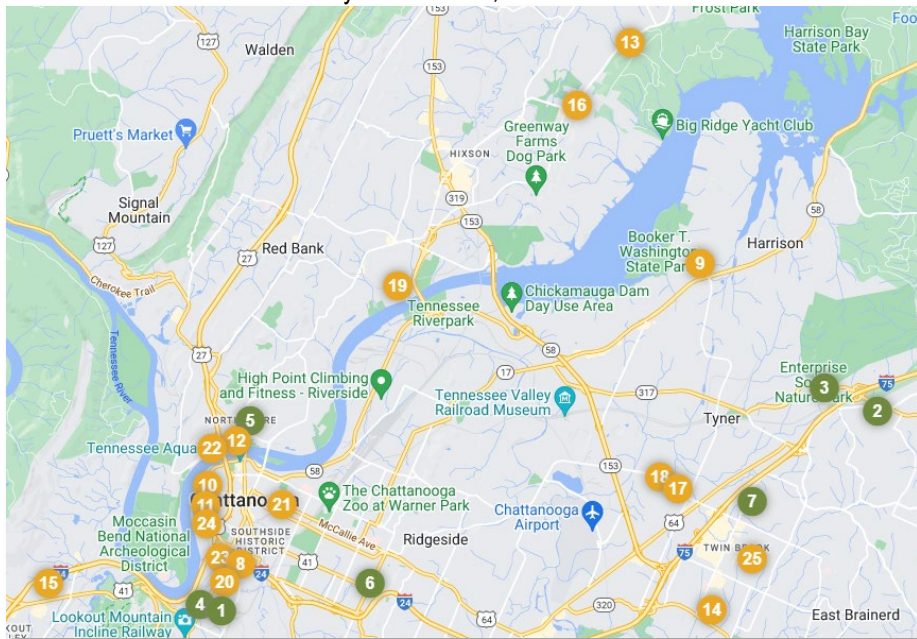 Frost Park
Foo
Harrison Bay
State Park
127
153
13
Walden
127
153
16
Pruett's Market
Greenway
Farms
Dog Park
Big Ridge Yacht Club
HIXSON
Signal
Mountain
319
58
127
153
Red Bank
27
Booker T.
Washington
State Park
9
Harrison
Cherokee Trail
19
Tennessee
Riverpark
Chickamauga Dam
Day Use Area
Tennessee
River
27
58
17
High Point Climbing
and Fitness - Riverside
Tennessee Valley
Railroad Museum
317
Enterprise
3
75
2
Tyner
5
22
12
Tennessee Aqua
58
153
18
17
10
11
24
21
The Chattanooga
Zoo at Warner Park
Chattanooga
Airport
7
64
Moccasin
Bend National
Archeological
District
SOUTHSIDE
HISTORIC
41
McCallie Ave
Ridgeside
75
25
23
8
24
15
24
41
20
6
4
1
41
24
320
14
64
Lookout Mountain
Incline Railway
East Brainerd